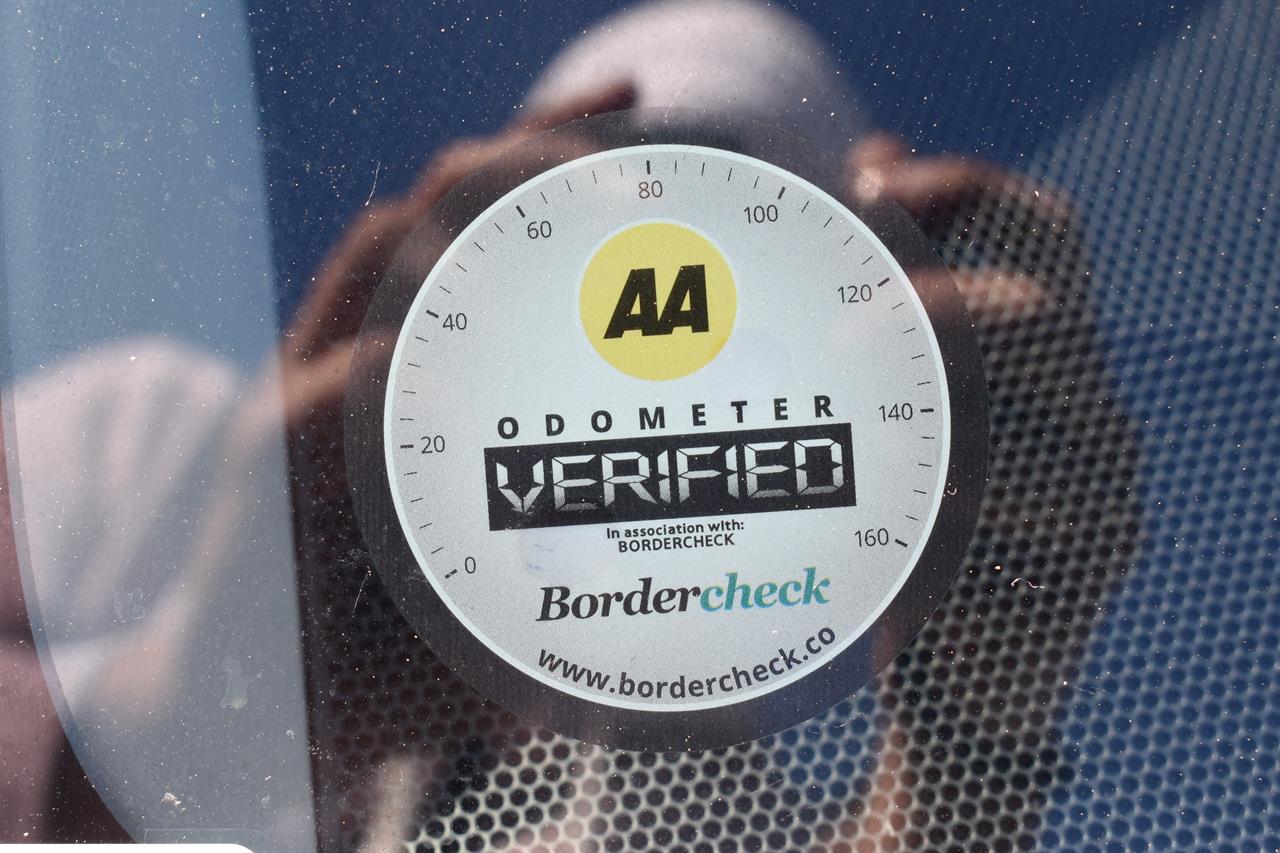 80
60
100
40
120
AA
ODOMETER
20
140
VERIFIED
In association with:
BORDERCHECK
0
160
Bordercheck
www.bordercheck.co